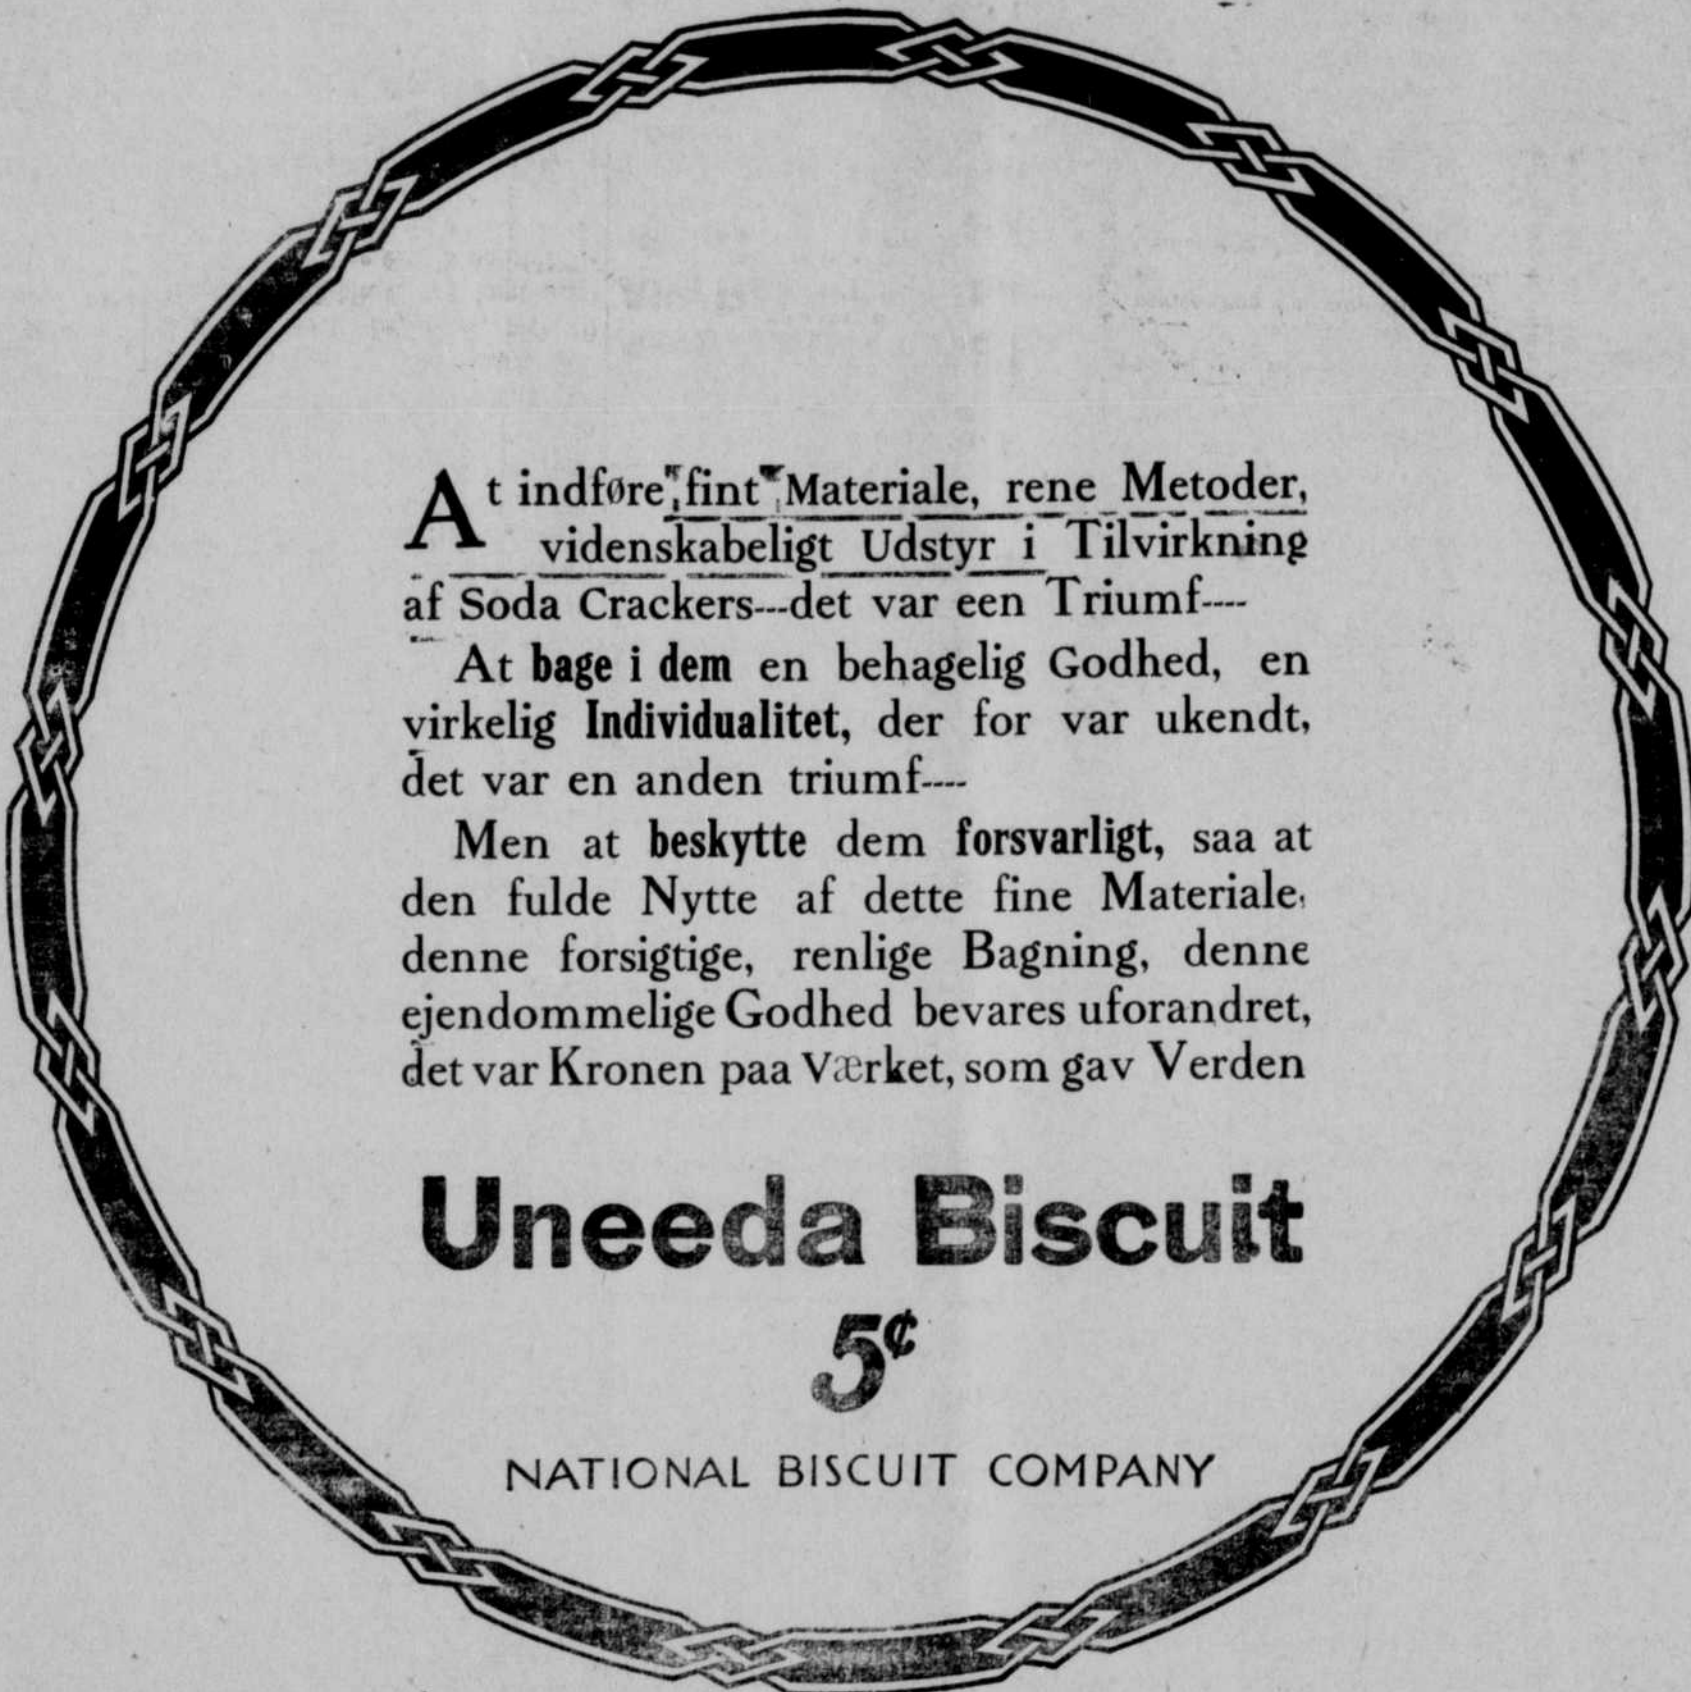 At indføre fint Materiale, rene Metoder,
videnskabeligt Udstyr i Tilvirkning
af Soda Crackers---det var een Triumf----
At bage i dem en behagelig Godhed, en
virkelig Individualitet, der for var ukendt,
det var en anden triumf----
Men at beskytte dem forsvarligt, saa at
den fulde Nytte af dette fine Materiale,
denne forsigtige, renlige Bagning, denne
ejendommelige Godhed bevares uforandret,
det var Kronen paa Værket, som gav Verden
Uneeda Biscuit
5¢
NATIONAL BISCUIT COMPANY